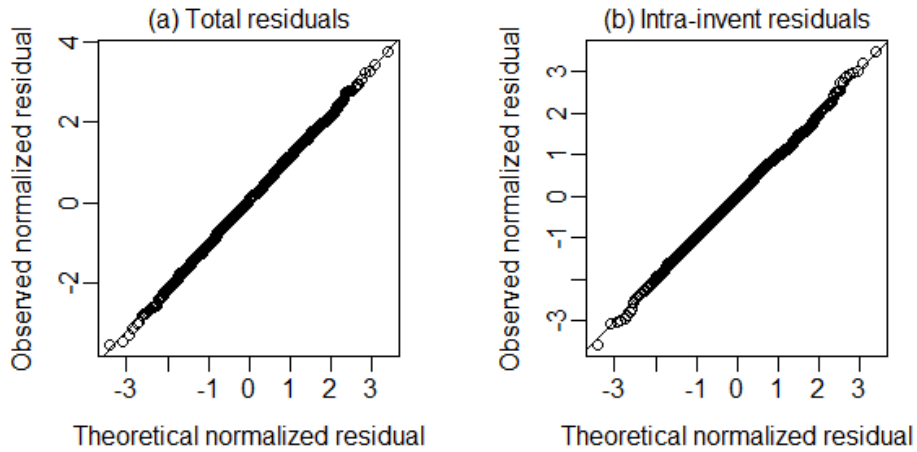 (a) Total residuals
Observed normalized residual
4
2
0
-2
-3 -1 0 1 2 3
Theoretical normalized residual
(b) Intra-invent residuals
Observed normalized residual
3
2
1
-1
-3
-3 -1 0 1 2 3
Theoretical normalized residual